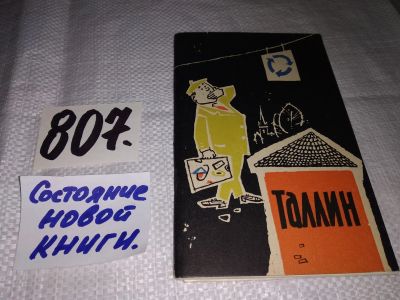 807.
Состояние
новой
книги.
Таллин